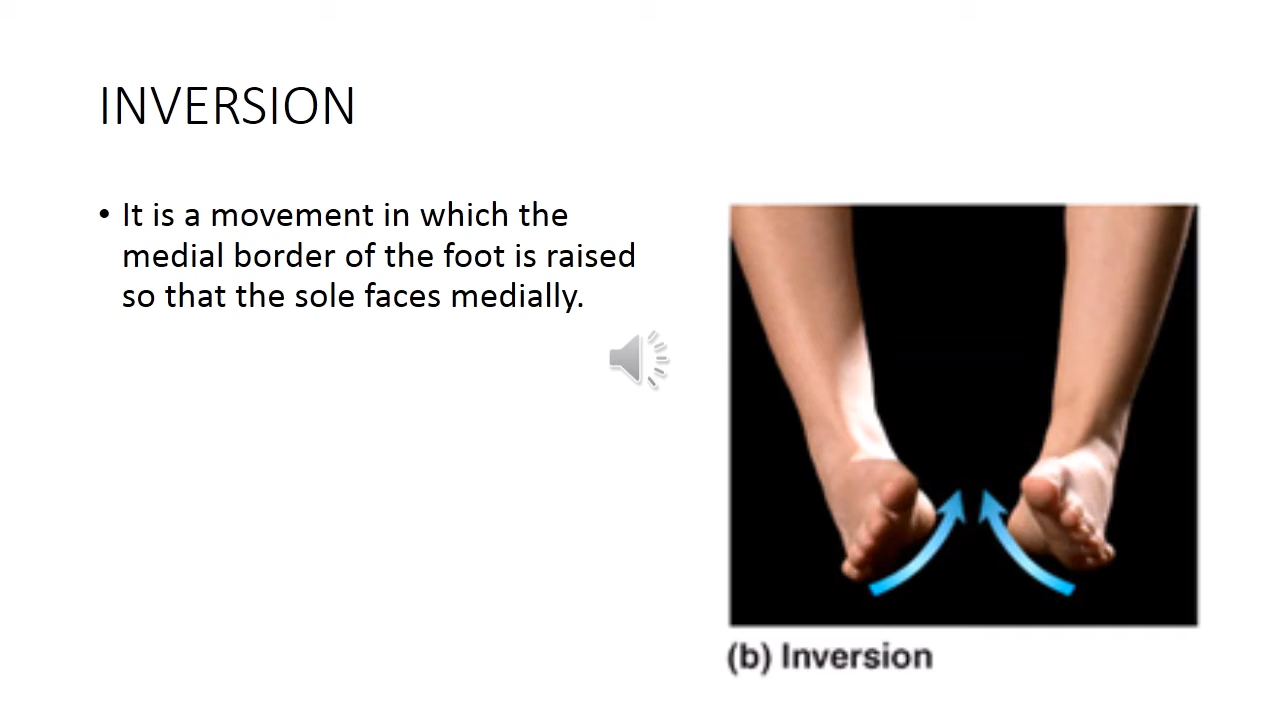 INVERSION
• It is a movement in which the
medial border of the foot is raised
so that the sole faces medially.
(b) Inversion